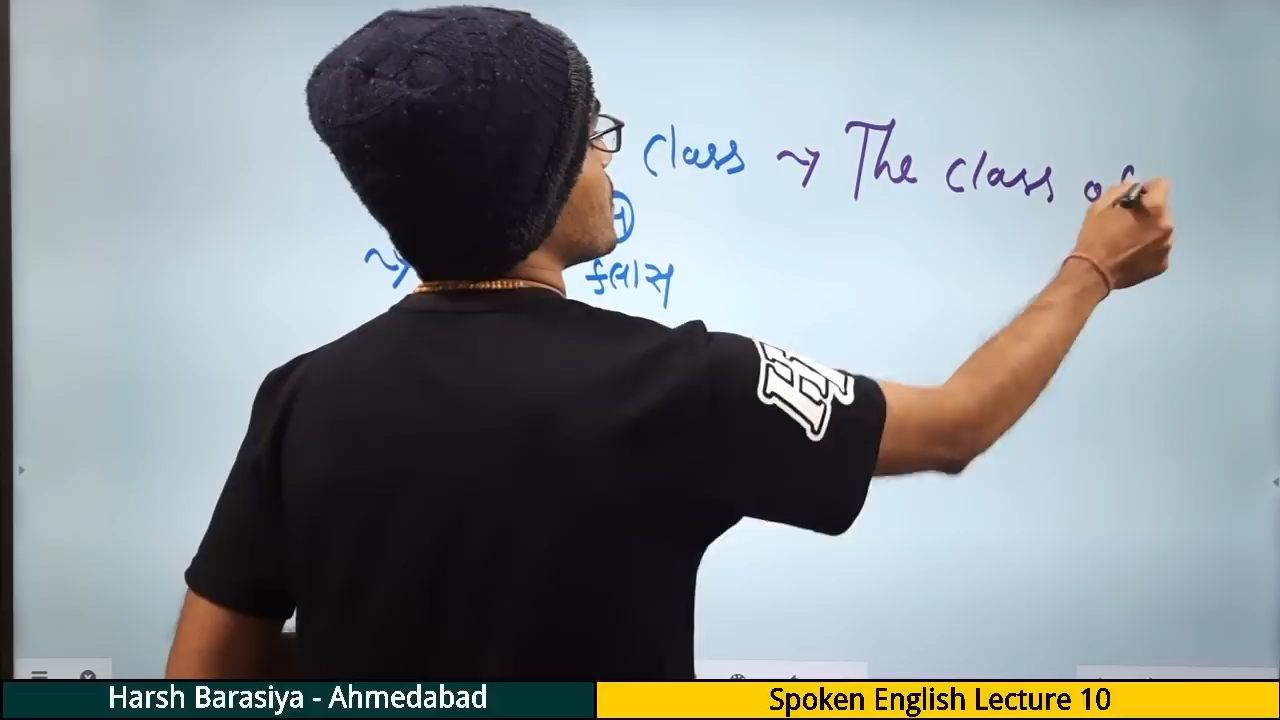 class ~> The class of
ક્લાસ
Harsh Barasiya - Ahmedabad
Spoken English Lecture 10